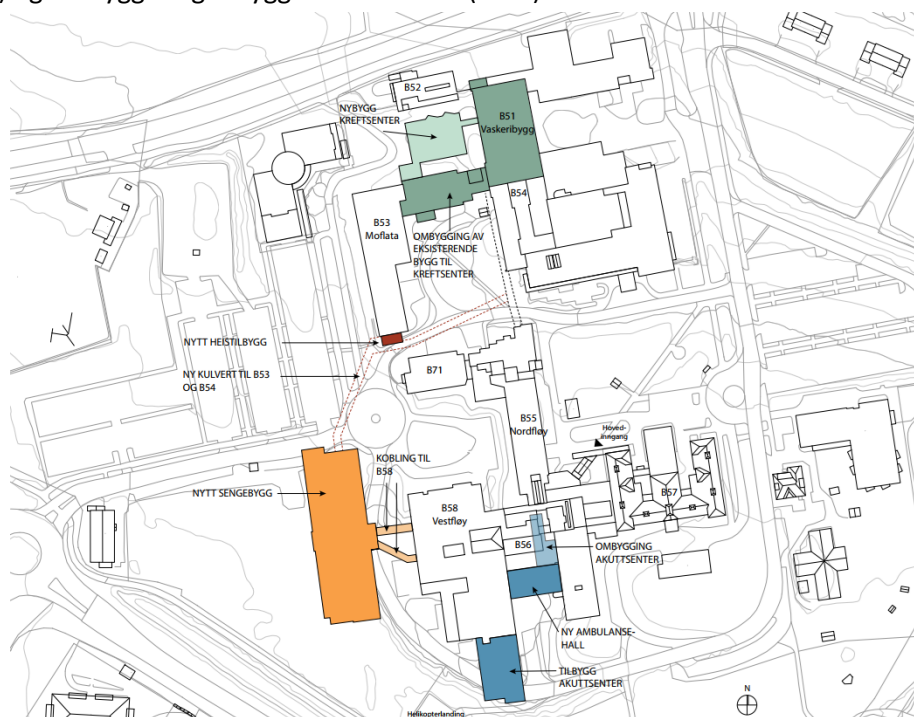 B52
NYBYGG
KREFTSENTER
B51
Vaskeribygg
B54
B53
Moflata
OMBYGGING AV
EKSISTERENDE
BYGG TIL
KREFTSENTER
NYTT HEISTILBYGG
NY KULVERT TIL B53
OG B54
B71
B55
Nordfløy
Hoved-
inngang
KOBLING TIL
B58
NYTT SENGEBYGG
B57
B58
Vestfløy
B56
OMBYGGING
AKUTTSENTER
NY AMBULANSE-
HALL
TILBYGG
AKUTTSENTER
N
Helikopterlanding